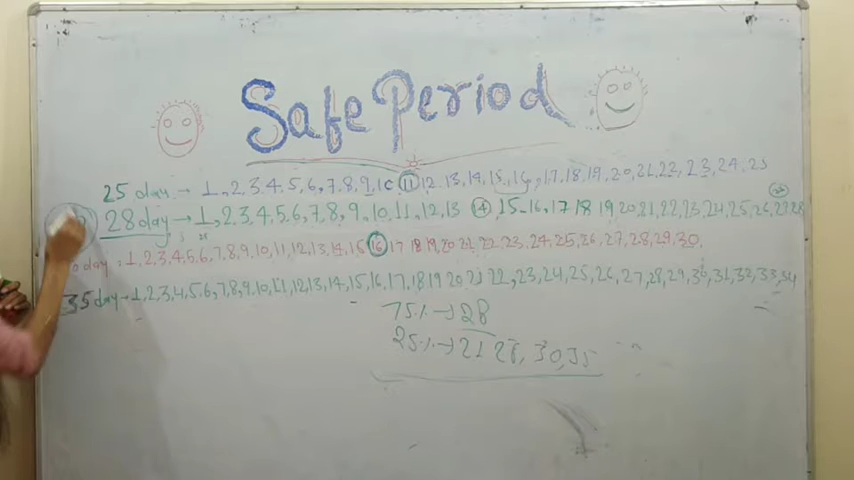 Safe Period
25 day → 1, 2, 3, 4, 5, 6, 7, 8, 9, 10 11 12, 13, 14, 15, 16, 17, 18, 19, 20, 21, 22, 23, 24, 25
28 day → 1, 2, 3, 4, 5, 6, 7, 8, 9, 10, 11, 12, 13 14 15, 16, 17 18 19, 20, 21, 22, 23, 24, 25, 26, 27, 28
day : 1, 2, 3, 4, 5, 6, 7, 8, 9, 10, 11, 12, 13, 14, 15 16 17 18 19 20 21 22, 23, 24, 25, 26, 27, 28, 29, 30,
35 day → 1, 2, 3, 4, 5, 6, 7, 8, 9, 10, 11, 12, 13, 14, 15, 16, 17, 18 19 20 21 22, 23, 24, 25, 26, 27, 28, 29, 30, 31, 32, 33, 34
75% → 28
25% → 21 28, 30, 35